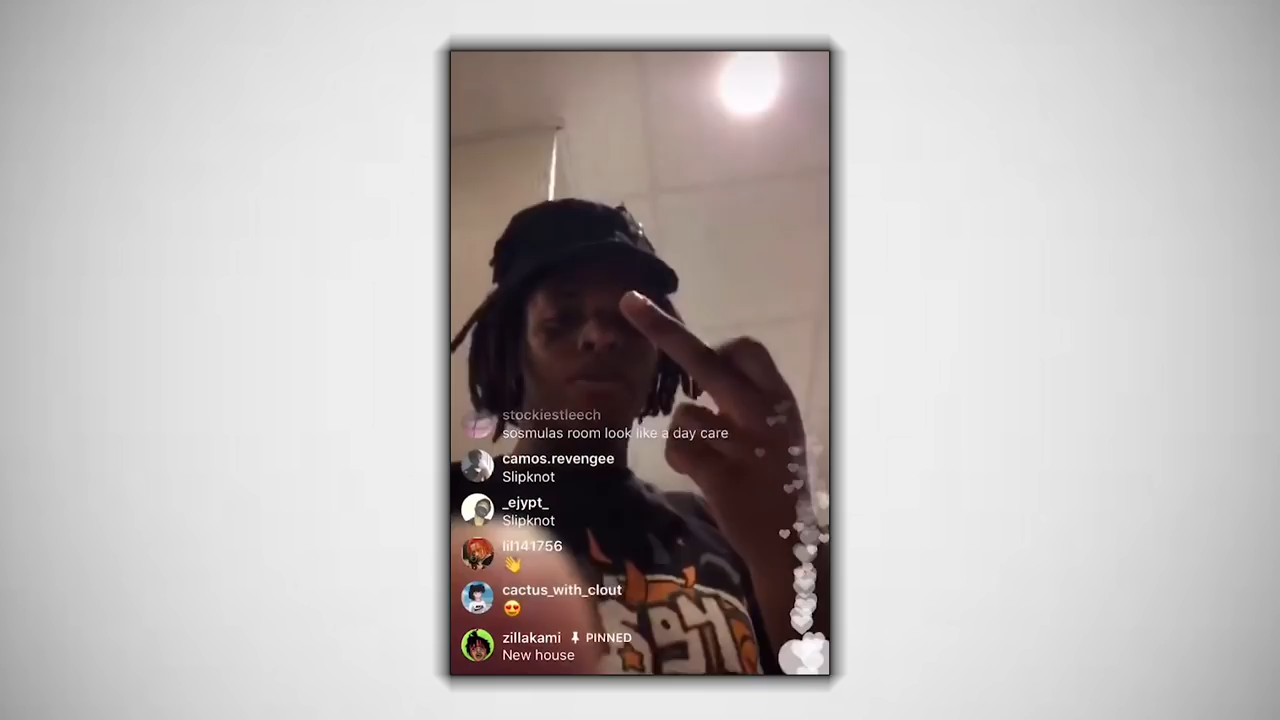 stockiestleech
sosmulas room look like a day care
camos.revengee
Slipknot
_ejypt_
Slipknot
lil141756
👋
cactus_with_clout
😍
zillakami PINNED
New house